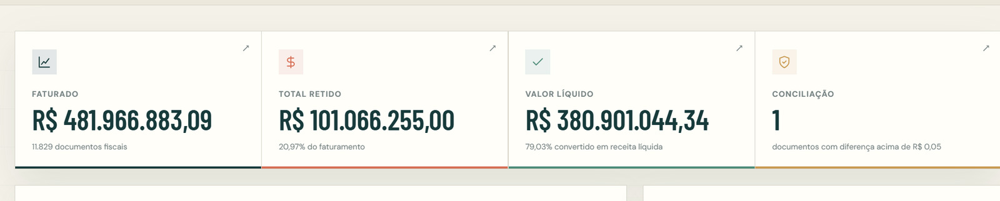 FATURADO
R$ 481.966.883,09
11.829 documentos fiscais
TOTAL RETIDO
R$ 101.066.255,00
20,97% do faturamento
VALOR LÍQUIDO
R$ 380.901.044,34
79,03% convertido em receita líquida
CONCILIAÇÃO
1
documentos com diferença acima de R$ 0,05